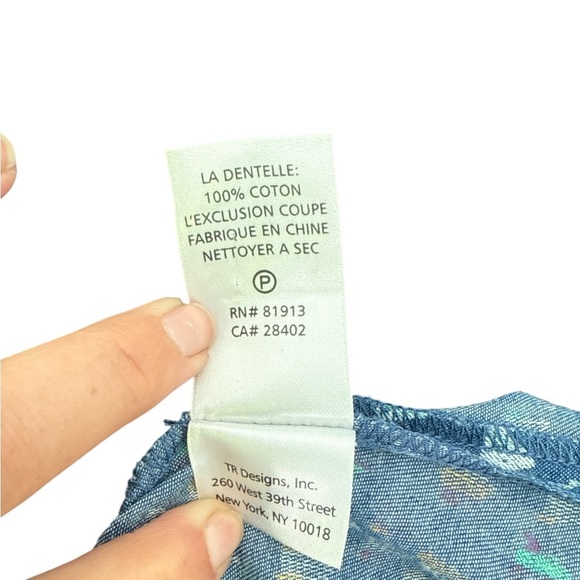 LA DENTELLE:
100% COTON
L'EXCLUSION COUPE
FABRIQUE EN CHINE
NETTOYER A SEC
P
RN# 81913
CA# 28402
TR Designs, Inc.
260 West 39th Street
New York, NY 10018